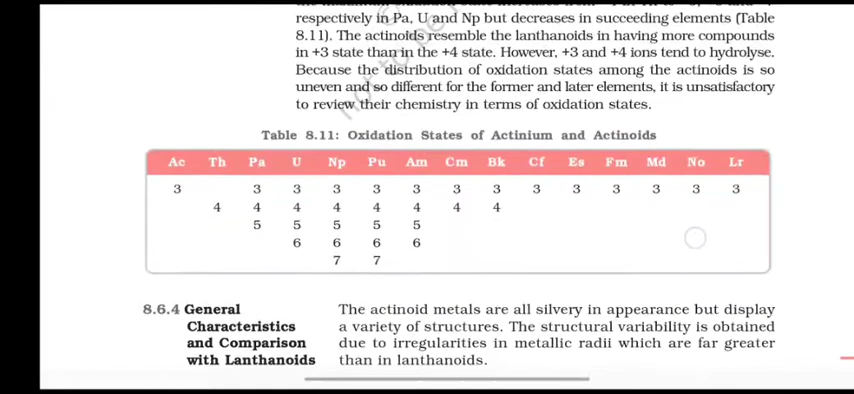 respectively in Pa, U and Np but decreases in succeeding elements (Table
8.11). The actinoids resemble the lanthanoids in having more compounds
in +3 state than in the +4 state. However, +3 and +4 ions tend to hydrolyse.
Because the distribution of oxidation states among the actinoids is so
uneven and so different for the former and later elements, it is unsatisfactory
to review their chemistry in terms of oxidation states.
Table 8.11: Oxidation States of Actinium and Actinoids
Ac Th Pa U Np Pu Am Cm Bk Cf Es Fm Md No Lr
3 3 3 3 3 3 3 3 3 3 3 3 3 3
4 4 4 4 4 4 4 4
5 5 5 5 5
6 6 6 6
7 7
8.6.4 General
Characteristics
and Comparison
with Lanthanoids
The actinoid metals are all silvery in appearance but display
a variety of structures. The structural variability is obtained
due to irregularities in metallic radii which are far greater
than in lanthanoids.